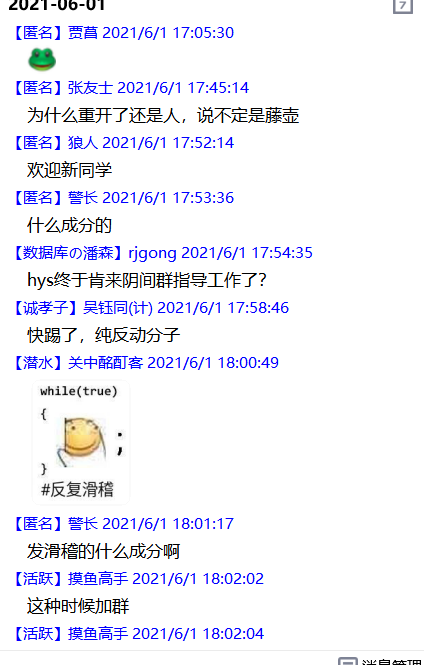 2021-06-01
7
【匿名】贾菖 2021/6/1 17:05:30
【匿名】张友士 2021/6/1 17:45:14
为什么重开了还是人，说不定是藤壶
【匿名】狼人 2021/6/1 17:52:14
欢迎新同学
【匿名】警长 2021/6/1 17:53:36
什么成分的
【数据库の潘森】rjgong 2021/6/1 17:54:35
hys终于肯来阴间群指导工作了？
【诚孝子】吴钰同(计) 2021/6/1 17:58:46
快踢了，纯反动分子
【潜水】关中酩酊客 2021/6/1 18:00:49
while(true)
{
;
}
#反复滑稽
【匿名】警长 2021/6/1 18:01:17
发滑稽的什么成分啊
【活跃】摸鱼高手 2021/6/1 18:02:02
这种时候加群
【活跃】摸鱼高手 2021/6/1 18:02:04
消息管理